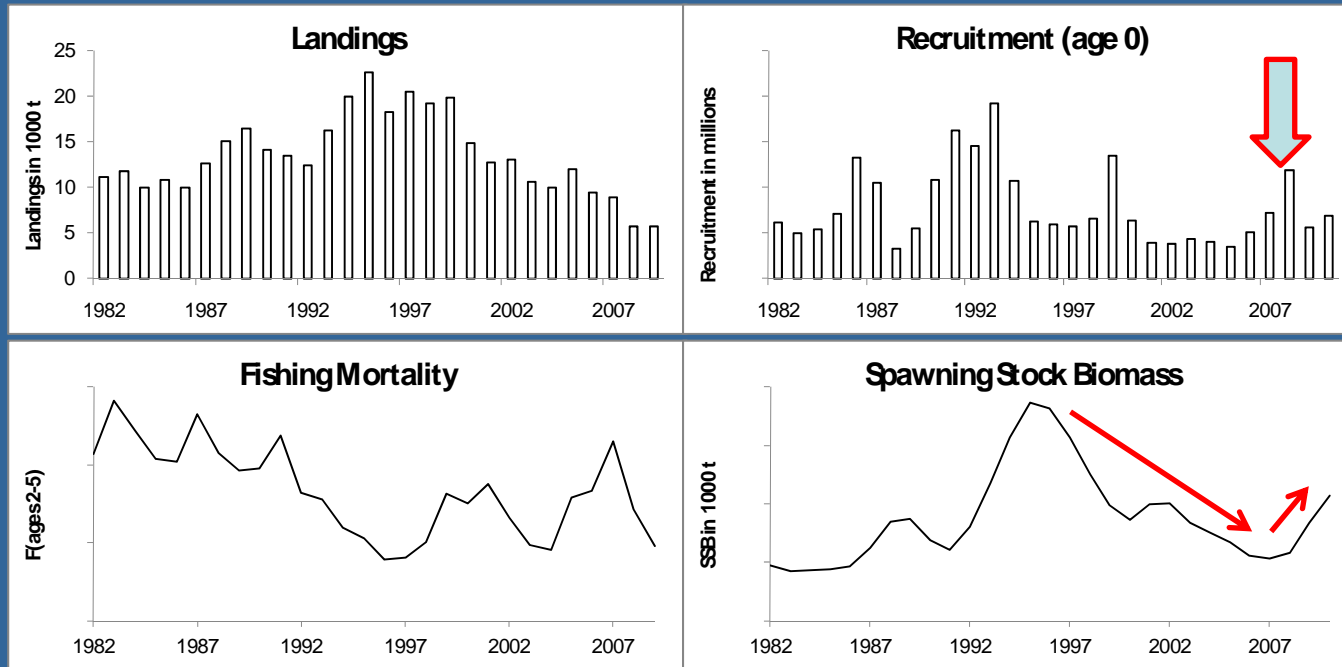 Landings
Landings in 1000 t
25
20
15
10
5
0
1982 1987 1992 1997 2002 2007
Recruitment (age 0)
Recruitment in millions
1982 1987 1992 1997 2002 2007
Fishing Mortality
F(ages2-5)
1982 1987 1992 1997 2002 2007
Spawning Stock Biomass
SSB in 1000 t
1982 1987 1992 1997 2002 2007